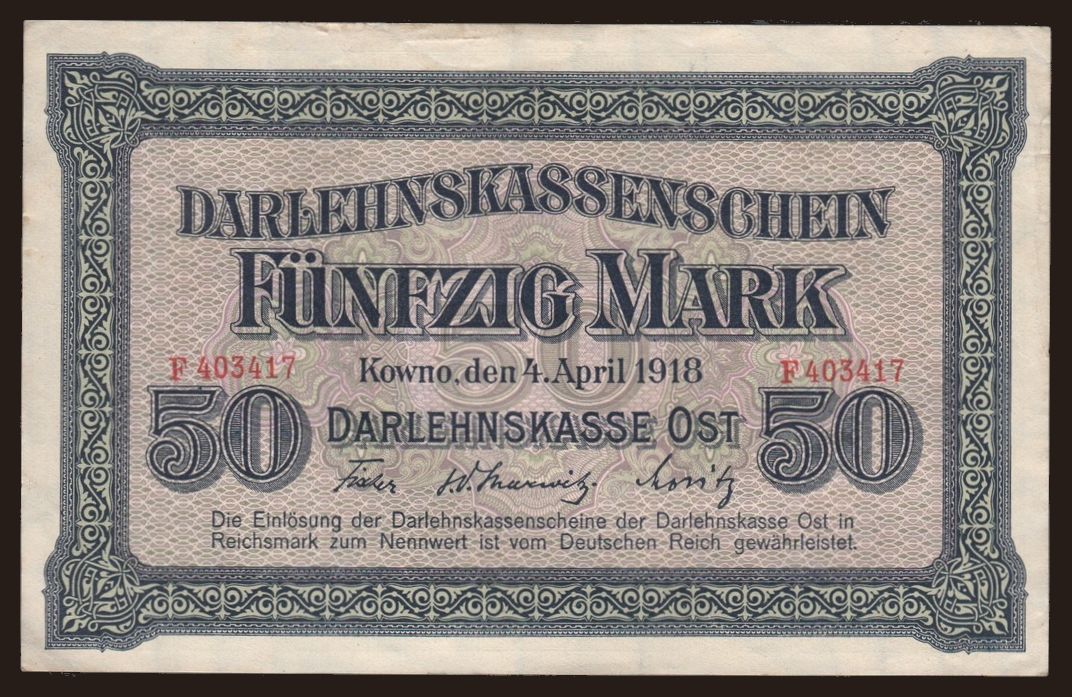 DARLEHNSKASSENSCHEIN
FÜNFZIG MARK
F 403417 F 403417
Kowno, den 4. April 1918
50 50
DARLEHNSKASSE OST
Die Einlösung der Darlehnskassenscheine der Darlehnskasse Ost in
Reichsmark zum Nennwert ist vom Deutschen Reich gewährleistet.